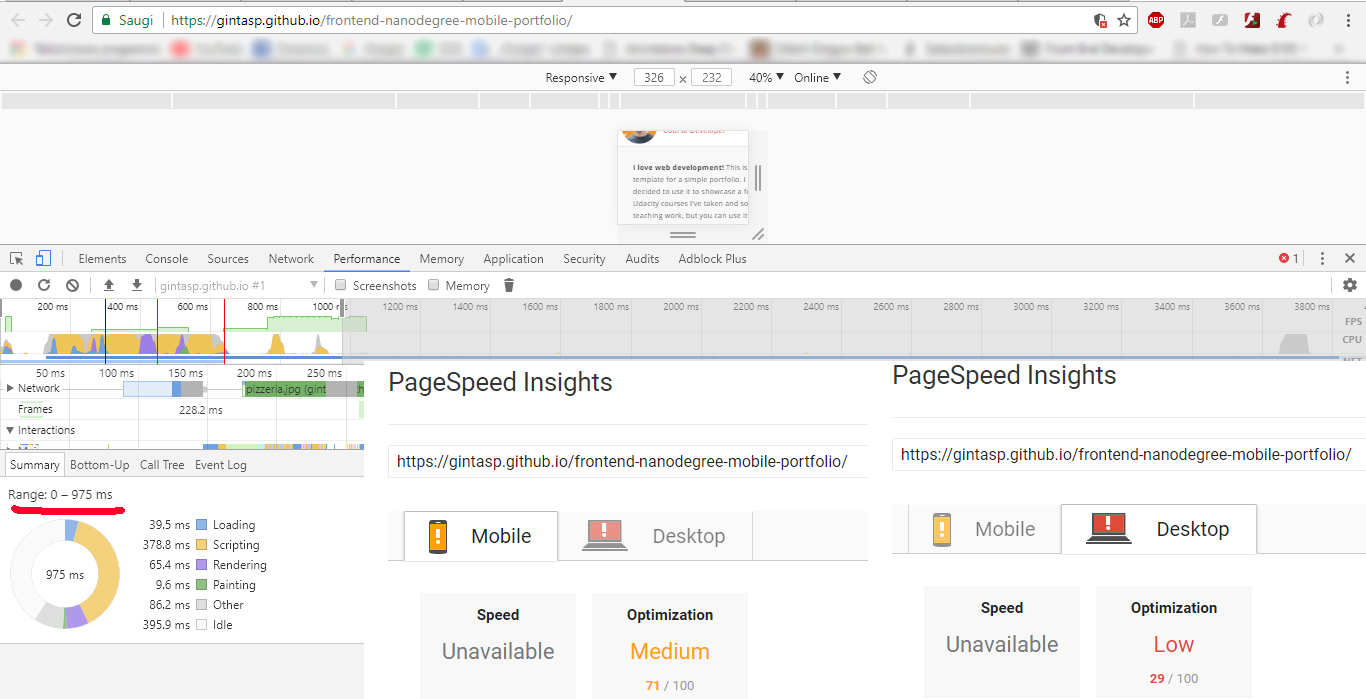 Saugi https://gintasp.github.io/frontend-nanodegree-mobile-portfolio/
ABP
Responsive ▼ 326 × 232 40% ▼ Online ▼
I love web development! This is
template for a simple portfolio. I
decided to use it to showcase a f
Udacity courses I've taken and so
teaching work, but you can use it
Elements Console Sources Network Performance Memory Application Security Audits Adblock Plus 1
gintasp.github.io #1 ▼ Screenshots Memory
200 ms 400 ms 600 ms 800 ms 1000 1200 ms 1400 ms 1600 ms 1800 ms 2000 ms 2200 ms 2400 ms 2600 ms 2800 ms 3000 ms 3200 ms 3400 ms 3600 ms 3800 ms
FPS
CPU
NET
50 ms 100 ms 150 ms 200 ms 250 ms
Network pizzeria.jpg (gint
Frames 228.2 ms
Interactions
Summary Bottom-Up Call Tree Event Log
Range: 0 – 975 ms
975 ms
39.5 ms Loading
378.8 ms Scripting
65.4 ms Rendering
9.6 ms Painting
86.2 ms Other
395.9 ms Idle
PageSpeed Insights
https://gintasp.github.io/frontend-nanodegree-mobile-portfolio/
Mobile Desktop
Speed Optimization
Unavailable Medium
71 / 100
PageSpeed Insights
https://gintasp.github.io/frontend-nanodegree-mobile-portfolio/
Mobile Desktop
Speed Optimization
Unavailable Low
29 / 100